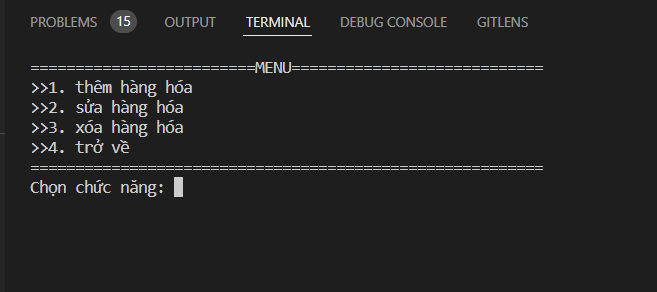 PROBLEMS 15 OUTPUT TERMINAL DEBUG CONSOLE GITLENS
=========================MENU============================
>>1. thêm hàng hóa
>>2. sửa hàng hóa
>>3. xóa hàng hóa
>>4. trở về
=========================================================
Chọn chức năng: